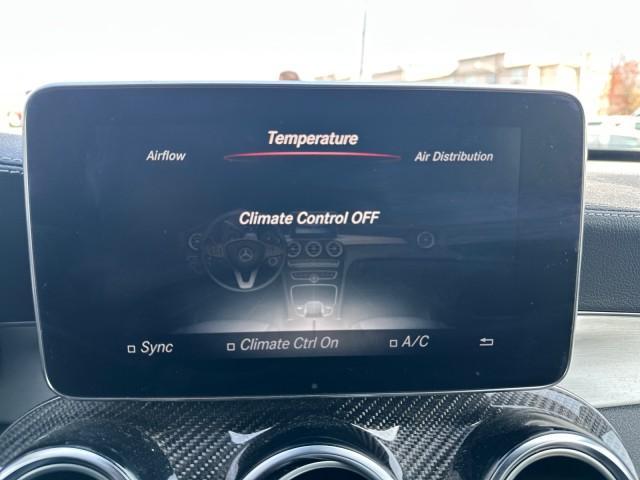 Temperature
Airflow
Air Distribution
Climate Control OFF
Sync
Climate Ctrl On
A/C